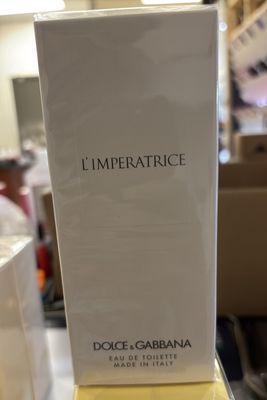 L'IMPERATRICE
DOLCE & GABBANA
EAU DE TOILETTE
MADE IN ITALY